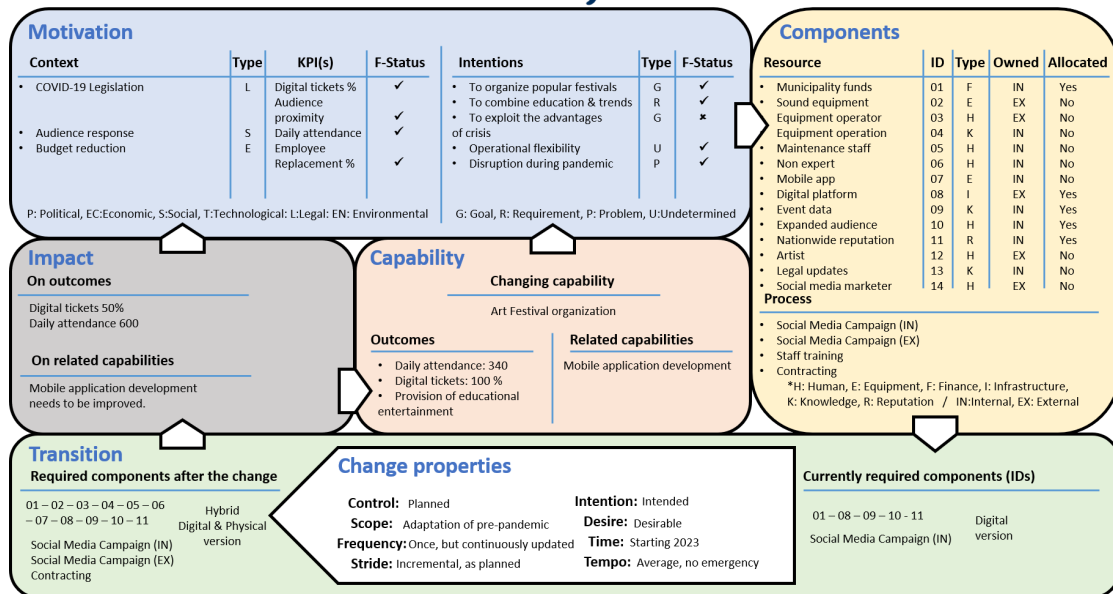 Motivation
Context Type KPI(s) F-Status
• COVID-19 Legislation L Digital tickets % ✓
Audience
proximity ✓
• Audience response S Daily attendance ✓
• Budget reduction E Employee
Replacement % ✓
Intentions Type F-Status
• To organize popular festivals G ✓
• To combine education & trends R ✓
• To exploit the advantages G ✗
of crisis
• Operational flexibility U ✓
• Disruption during pandemic P ✓
P: Political, EC:Economic, S:Social, T:Technological: L:Legal: EN: Environmental
G: Goal, R: Requirement, P: Problem, U:Undetermined
Components
Resource ID Type Owned Allocated
• Municipality funds 01 F IN Yes
• Sound equipment 02 E EX No
• Equipment operator 03 H EX No
Equipment operation 04 K IN No
• Maintenance staff 05 H IN No
• Non expert 06 H IN No
• Mobile app 07 E IN No
• Digital platform 08 I EX Yes
• Event data 09 K IN Yes
• Expanded audience 10 H IN Yes
• Nationwide reputation 11 R IN Yes
• Artist 12 H EX No
• Legal updates 13 K IN No
• Social media marketer 14 H EX No
Process
• Social Media Campaign (IN)
• Social Media Campaign (EX)
• Staff training
• Contracting
*H: Human, E: Equipment, F: Finance, I: Infrastructure,
K: Knowledge, R: Reputation / IN:Internal, EX: External
Impact
On outcomes
Digital tickets 50%
Daily attendance 600
On related capabilities
Mobile application development
needs to be improved.
Capability
Changing capability
Art Festival organization
Outcomes
• Daily attendance: 340
• Digital tickets: 100 %
• Provision of educational
entertainment
Related capabilities
Mobile application development
Transition
Required components after the change
01 – 02 – 03 – 04 – 05 – 06
– 07 – 08 – 09 – 10 – 11
Social Media Campaign (IN)
Social Media Campaign (EX)
Contracting
Hybrid
Digital & Physical
version
Change properties
Control: Planned
Scope: Adaptation of pre-pandemic
Frequency: Once, but continuously updated
Stride: Incremental, as planned
Intention: Intended
Desire: Desirable
Time: Starting 2023
Tempo: Average, no emergency
Currently required components (IDs)
01 – 08 – 09 – 10 - 11
Social Media Campaign (IN)
Digital
version